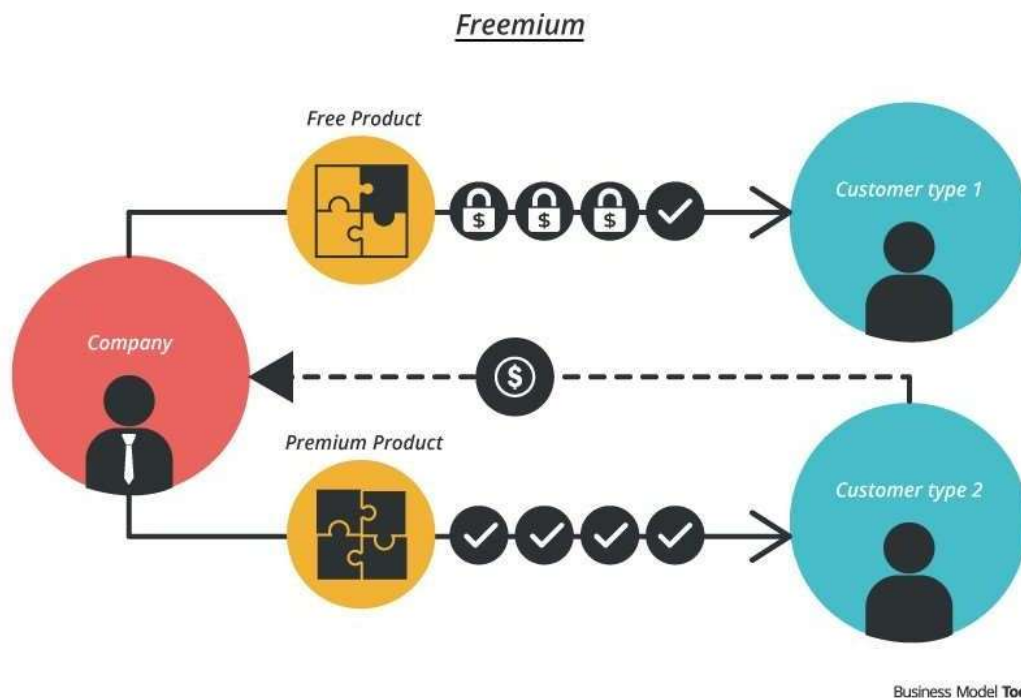 Freemium
Free Product
$ $ $
Customer type 1
Company
$
Premium Product
Customer type 2
Business Model